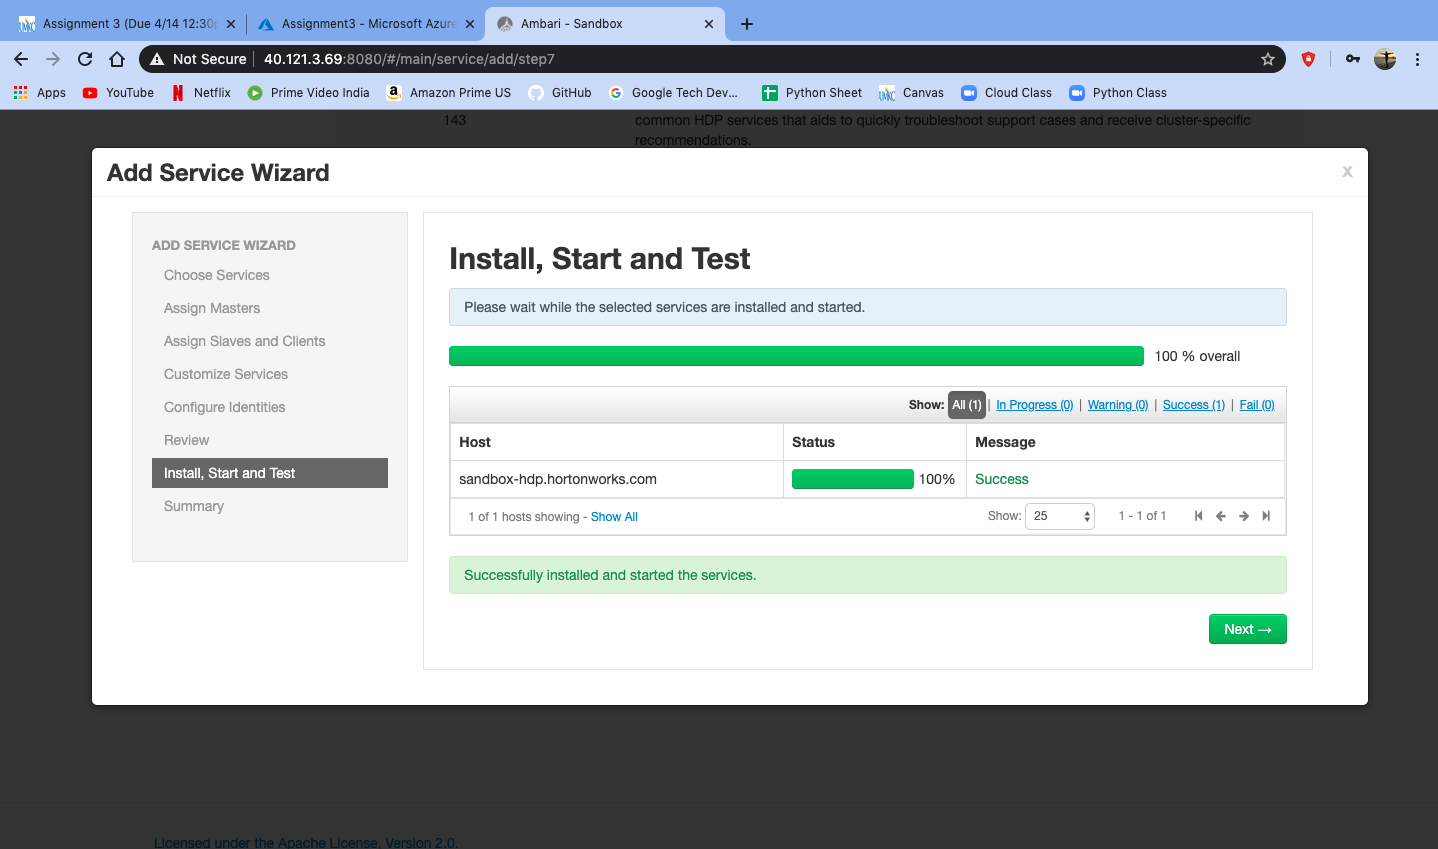 Assignment 3 (Due 4/14 12:30p
Assignment3 - Microsoft Azure
Ambari - Sandbox
Not Secure 40.121.3.69:8080/#/main/service/add/step7
Apps YouTube Netflix Prime Video India Amazon Prime US GitHub Google Tech Dev... Python Sheet Canvas Cloud Class Python Class
143 common HDP services that aids to quickly troubleshoot support cases and receive cluster-specific
recommendations.
Add Service Wizard x
ADD SERVICE WIZARD
Choose Services
Assign Masters
Assign Slaves and Clients
Customize Services
Configure Identities
Review
Install, Start and Test
Summary
Install, Start and Test
Please wait while the selected services are installed and started.
100 % overall
Show: All (1) | In Progress (0) | Warning (0) | Success (1) | Fail (0)
Host Status Message
sandbox-hdp.hortonworks.com 100% Success
1 of 1 hosts showing - Show All Show: 25 1 - 1 of 1
Successfully installed and started the services.
Next →
Licensed under the Apache License, Version 2.0.